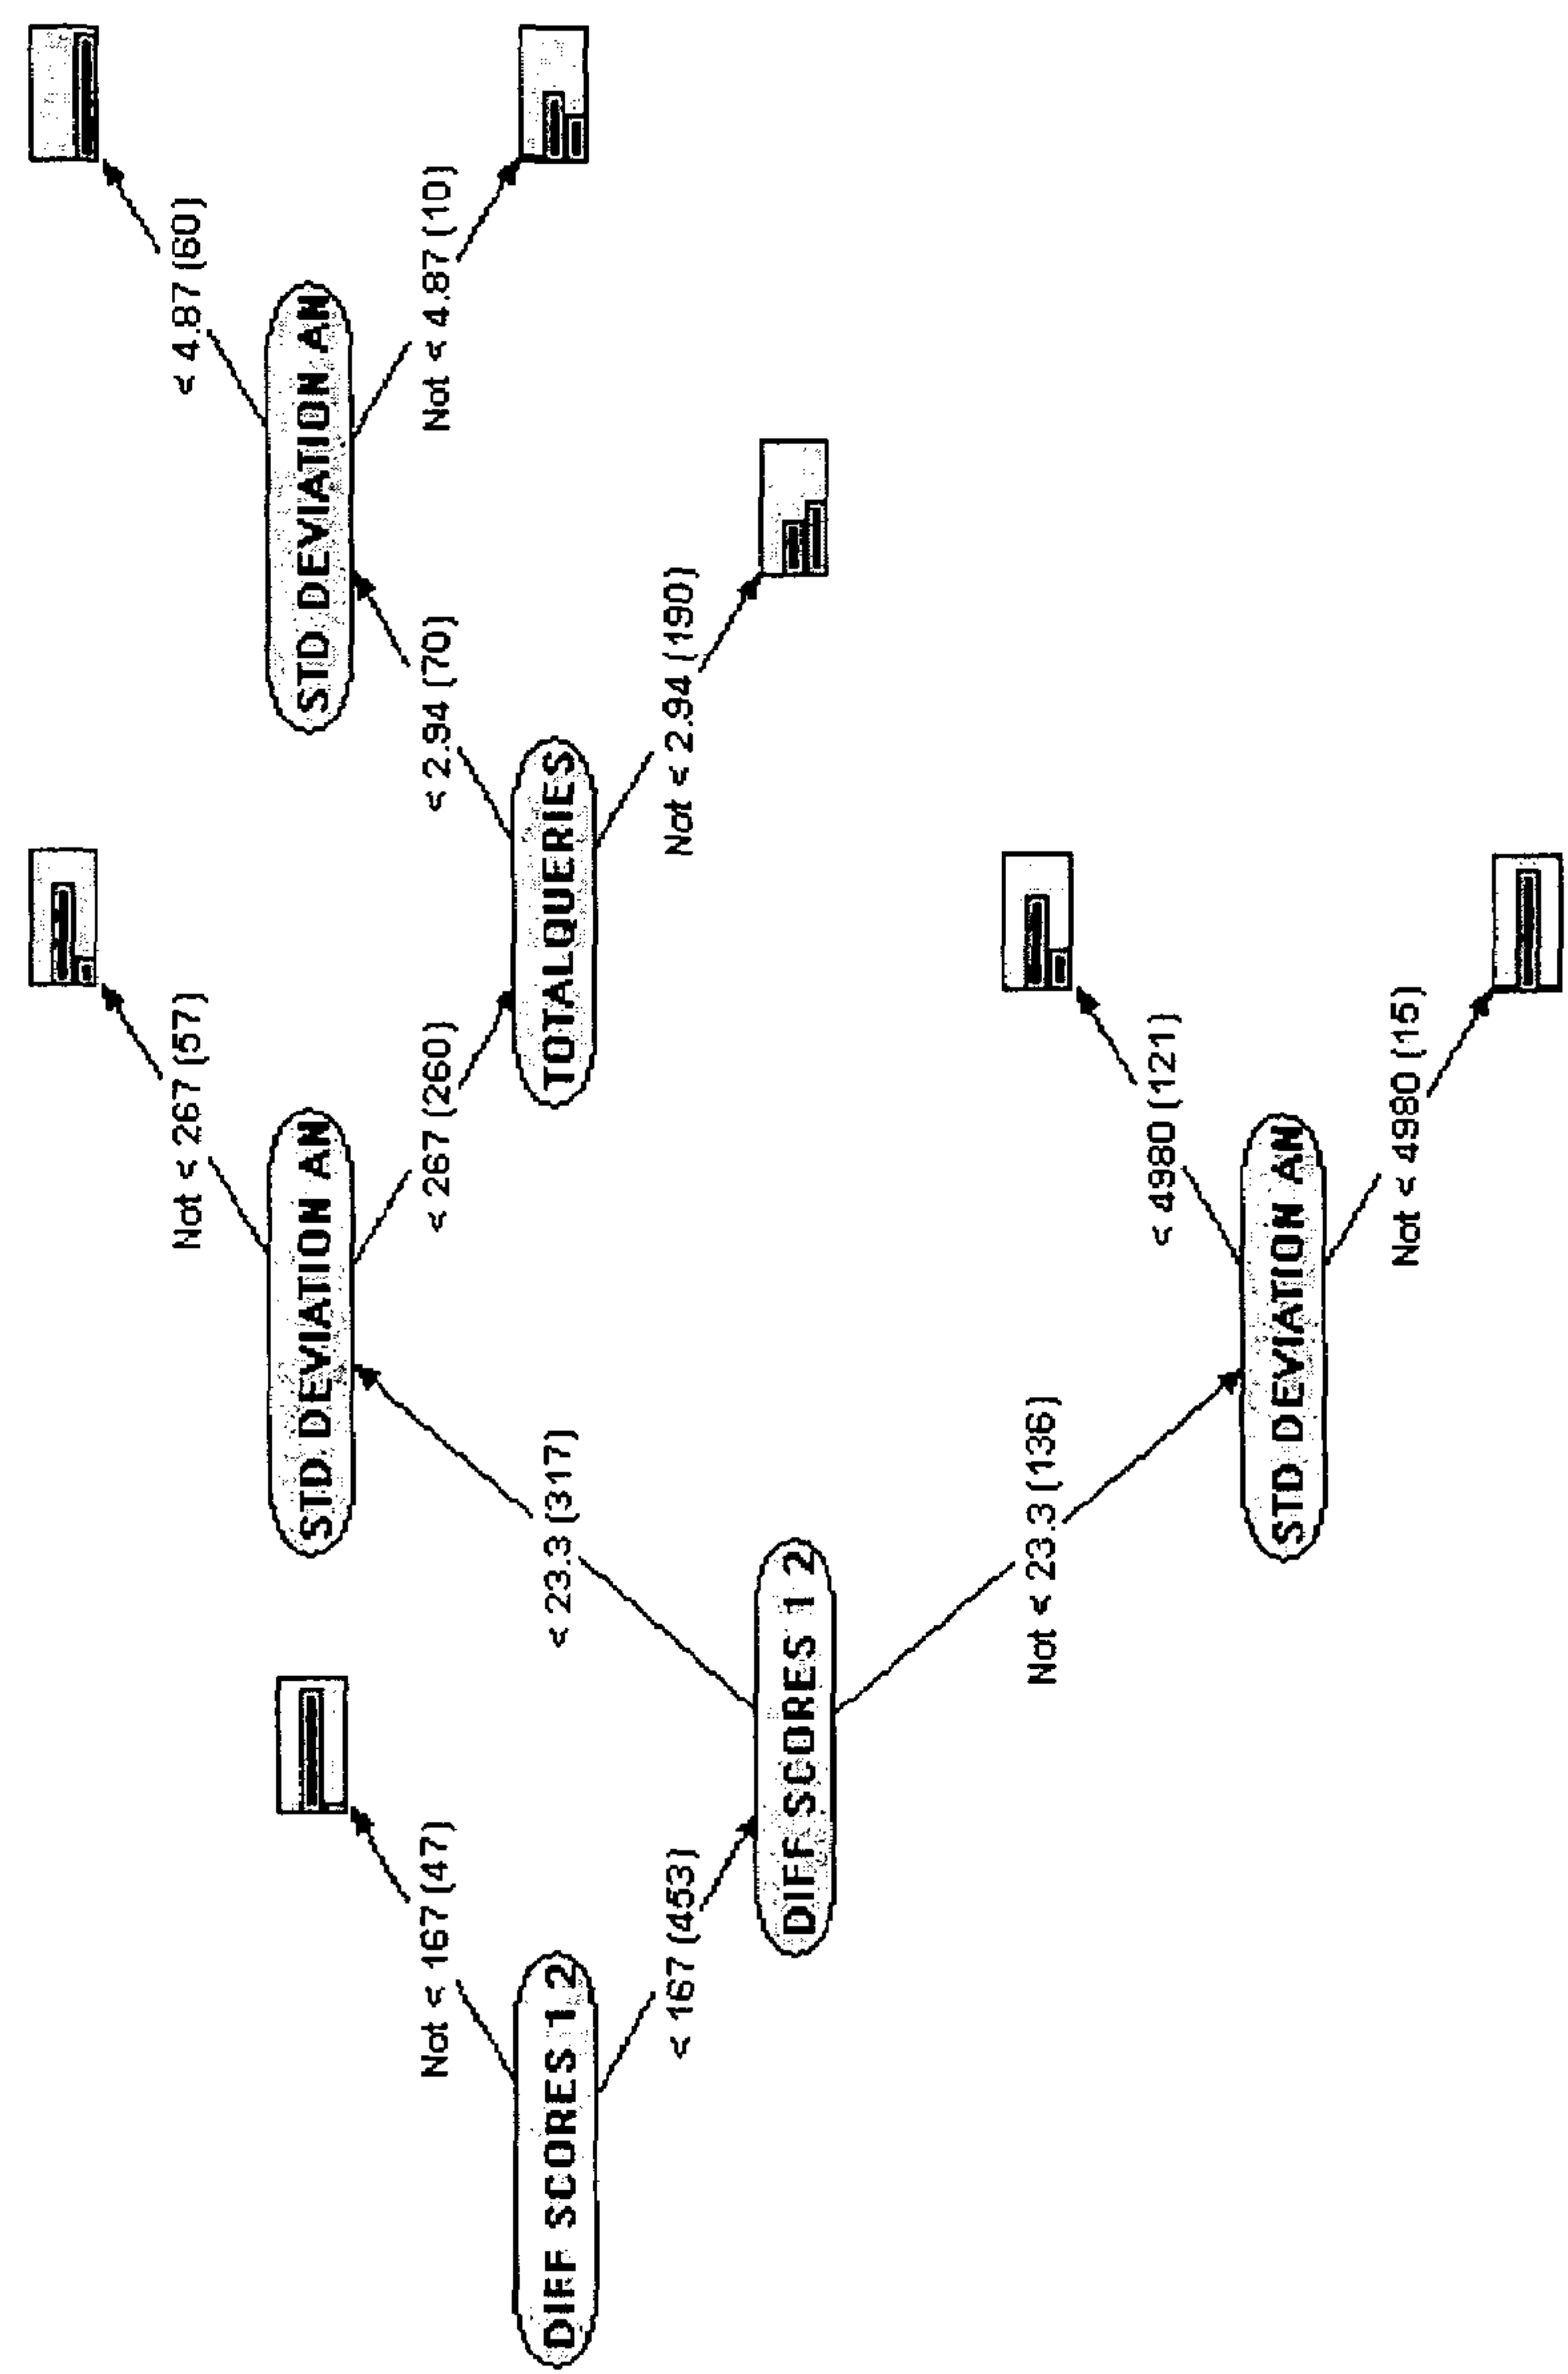 DIFF SCORES 1 2
Not < 167 (47)
< 167 (453)
DIFF SCORES 1 2
< 23.3 (317)
Not < 23.3 (136)
STD DEVIATION AN
Not < 267 (57)
< 267 (260)
STD DEVIATION AN
< 4980 (121)
Not < 4980 (15)
TOTALQUERIES
< 2.94 (70)
Not < 2.94 (190)
STD DEVIATION AN
< 4.87 (60)
Not < 4.87 (10)